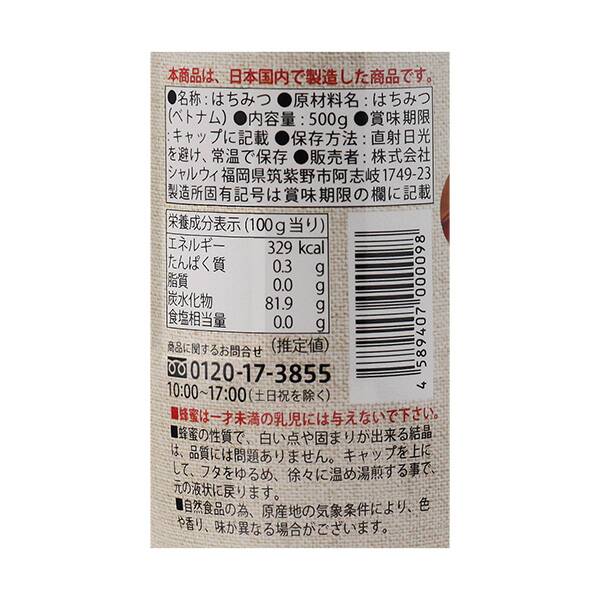 本商品は、日本国内で製造した商品です。
●名称：はちみつ ●原材料名：はちみつ
(ベトナム) ●内容量：500g ●賞味期限
：キャップに記載 ●保存方法：直射日光
を避け、常温で保存 ●販売者：株式会社
シャルウィ福岡県筑紫野市阿志岐1749-23
製造所固有記号は賞味期限の欄に記載
栄養成分表示(100g当り)
エネルギー 329 kcal
たんぱく質 0.3 g
脂質 0.0 g
炭水化物 81.9 g
食塩相当量 0.0 g
(推定値)
商品に関するお問合せ
0120-17-3855
10:00~17:00(土日祝を除く)
4 589407 000098
■蜂蜜は一才未満の乳児には与えないで下さい。
■蜂蜜の性質で、白い点や固まりが出来る結晶
は、品質には問題ありません。キャップを上に
して、フタをゆるめ、徐々に温め湯煎する事で、
元の液状に戻ります。
■自然食品の為、原産地の気象条件により、色
や香り、味が異なる場合がございます。